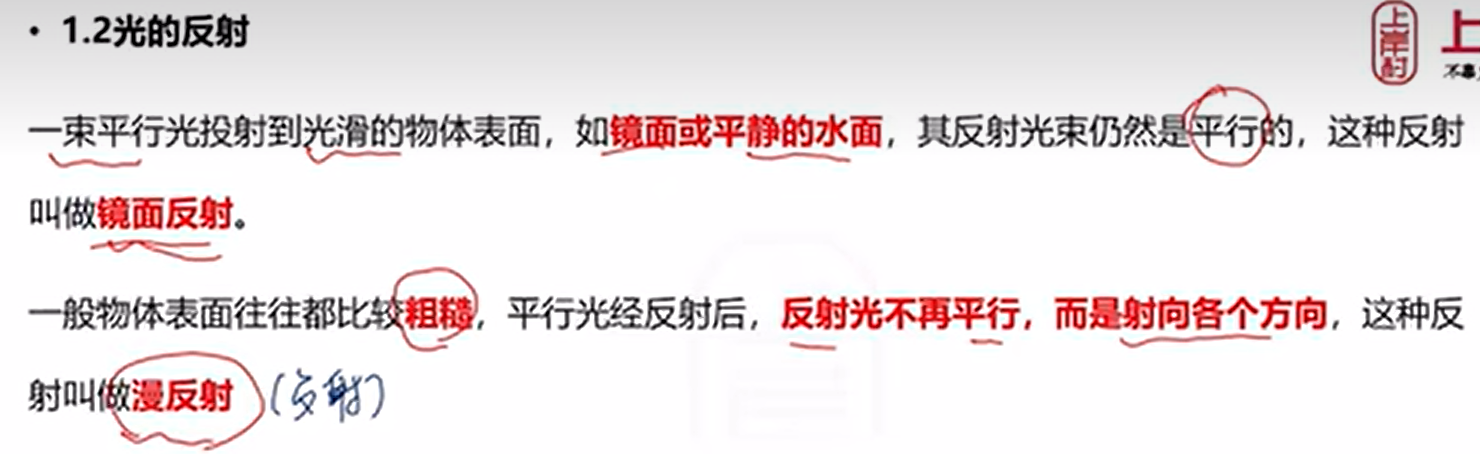 • 1.2光的反射
上岸村
上
一束平行光投射到光滑的物体表面，如镜面或平静的水面，其反射光束仍然是平行的，这种反射
叫做镜面反射。
一般物体表面往往都比较粗糙，平行光经反射后，反射光不再平行，而是射向各个方向，这种反
射叫做漫反射（反射）